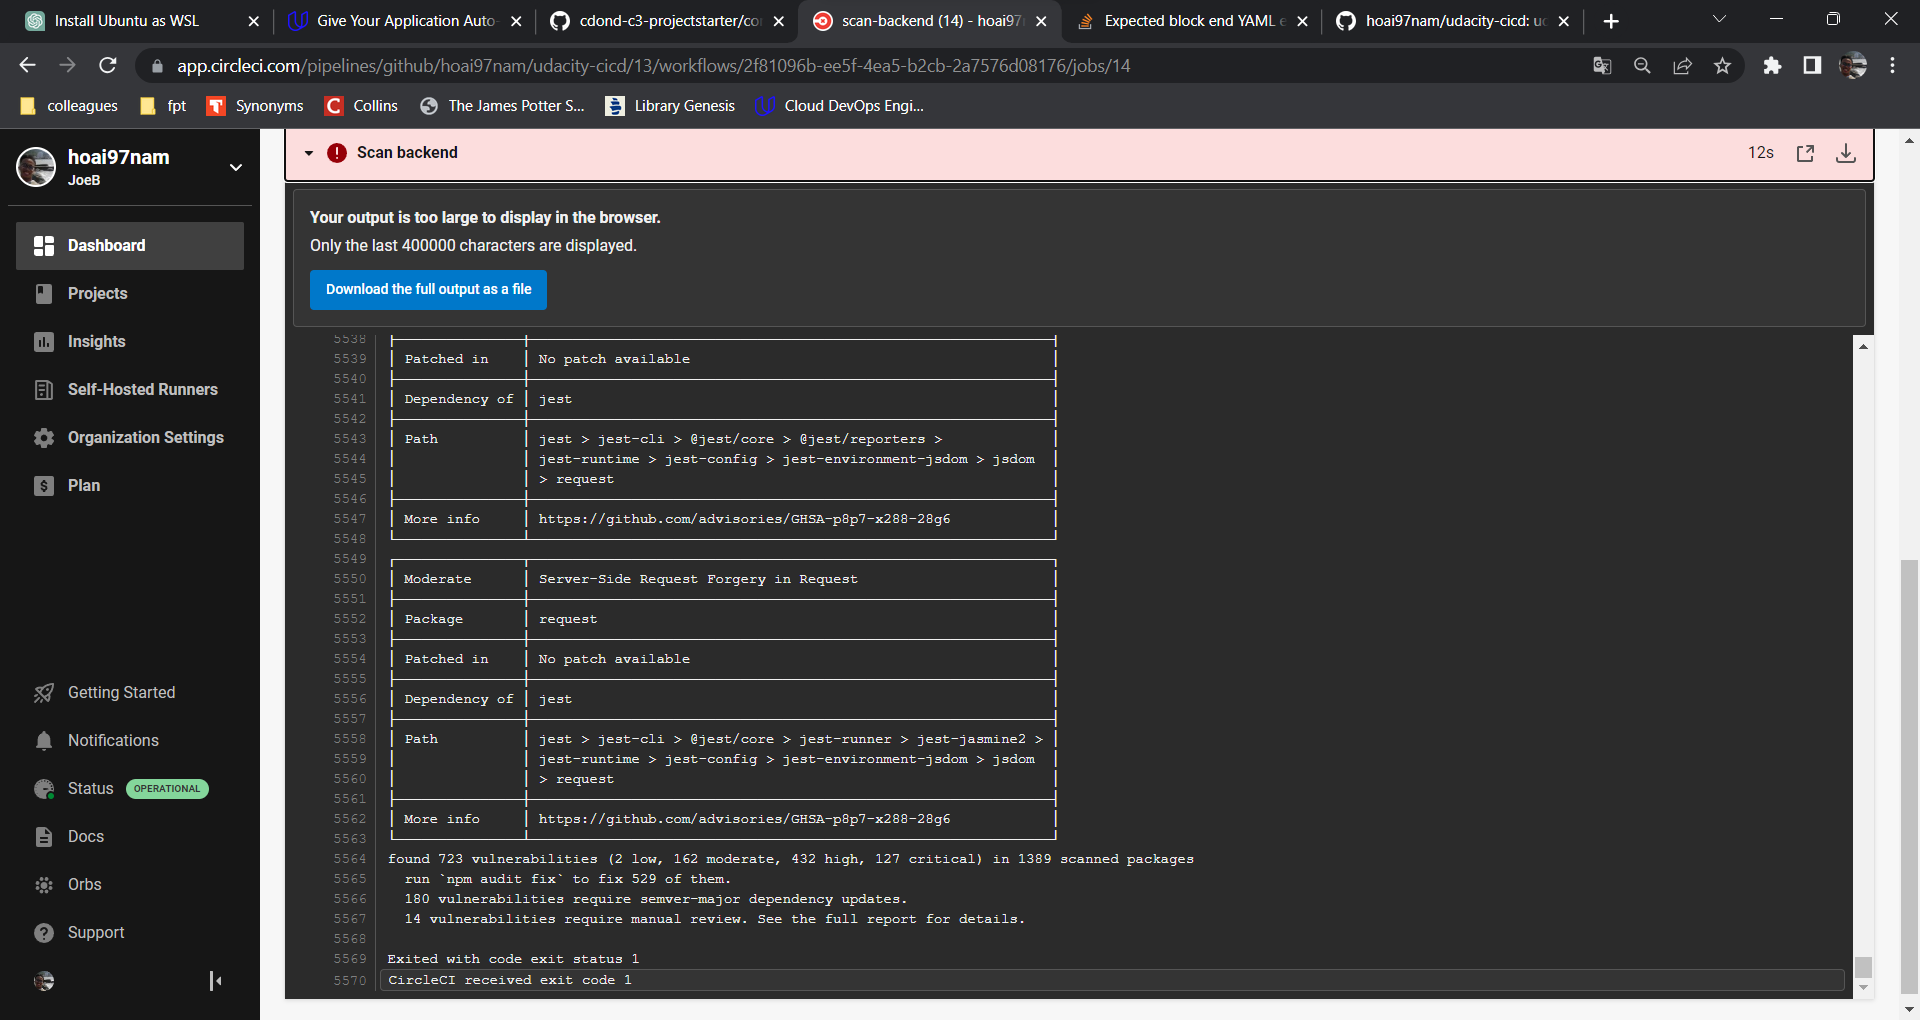 Install Ubuntu as WSL
Give Your Application Auto-
cdond-c3-projectstarter/co
scan-backend (14) - hoai97
Expected block end YAML e
hoai97nam/udacity-cicd: uc
app.circleci.com/pipelines/github/hoai97nam/udacity-cicd/13/workflows/2f81096b-ee5f-4ea5-b2cb-2a7576d08176/jobs/14
colleagues
fpt
Synonyms
Collins
The James Potter S...
Library Genesis
Cloud DevOps Engi...
hoai97nam
JoeB
Dashboard
Projects
Insights
Self-Hosted Runners
Organization Settings
Plan
Getting Started
Notifications
Status OPERATIONAL
Docs
Orbs
Support
Scan backend
12s
Your output is too large to display in the browser.
Only the last 400000 characters are displayed.
Download the full output as a file
5538
5539 Patched in No patch available
5540
5541 Dependency of jest
5542
5543 Path jest > jest-cli > @jest/core > @jest/reporters >
5544 jest-runtime > jest-config > jest-environment-jsdom > jsdom
5545 > request
5546
5547 More info https://github.com/advisories/GHSA-p8p7-x288-28g6
5548
5549
5550 Moderate Server-Side Request Forgery in Request
5551
5552 Package request
5553
5554 Patched in No patch available
5555
5556 Dependency of jest
5557
5558 Path jest > jest-cli > @jest/core > jest-runner > jest-jasmine2 >
5559 jest-runtime > jest-config > jest-environment-jsdom > jsdom
5560 > request
5561
5562 More info https://github.com/advisories/GHSA-p8p7-x288-28g6
5563
5564 found 723 vulnerabilities (2 low, 162 moderate, 432 high, 127 critical) in 1389 scanned packages
5565 run `npm audit fix` to fix 529 of them.
5566 180 vulnerabilities require semver-major dependency updates.
5567 14 vulnerabilities require manual review. See the full report for details.
5568
5569 Exited with code exit status 1
5570 CircleCI received exit code 1